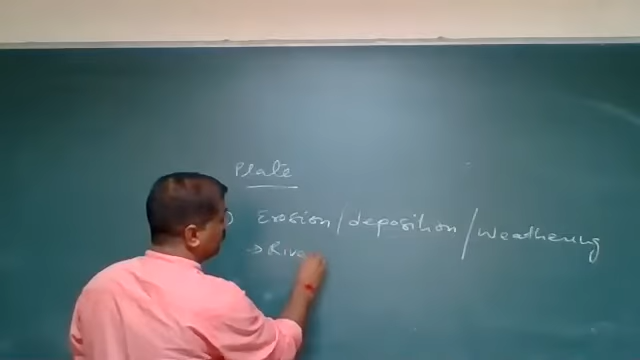 Plate
) Erosion/deposition/weathering
→ Rive